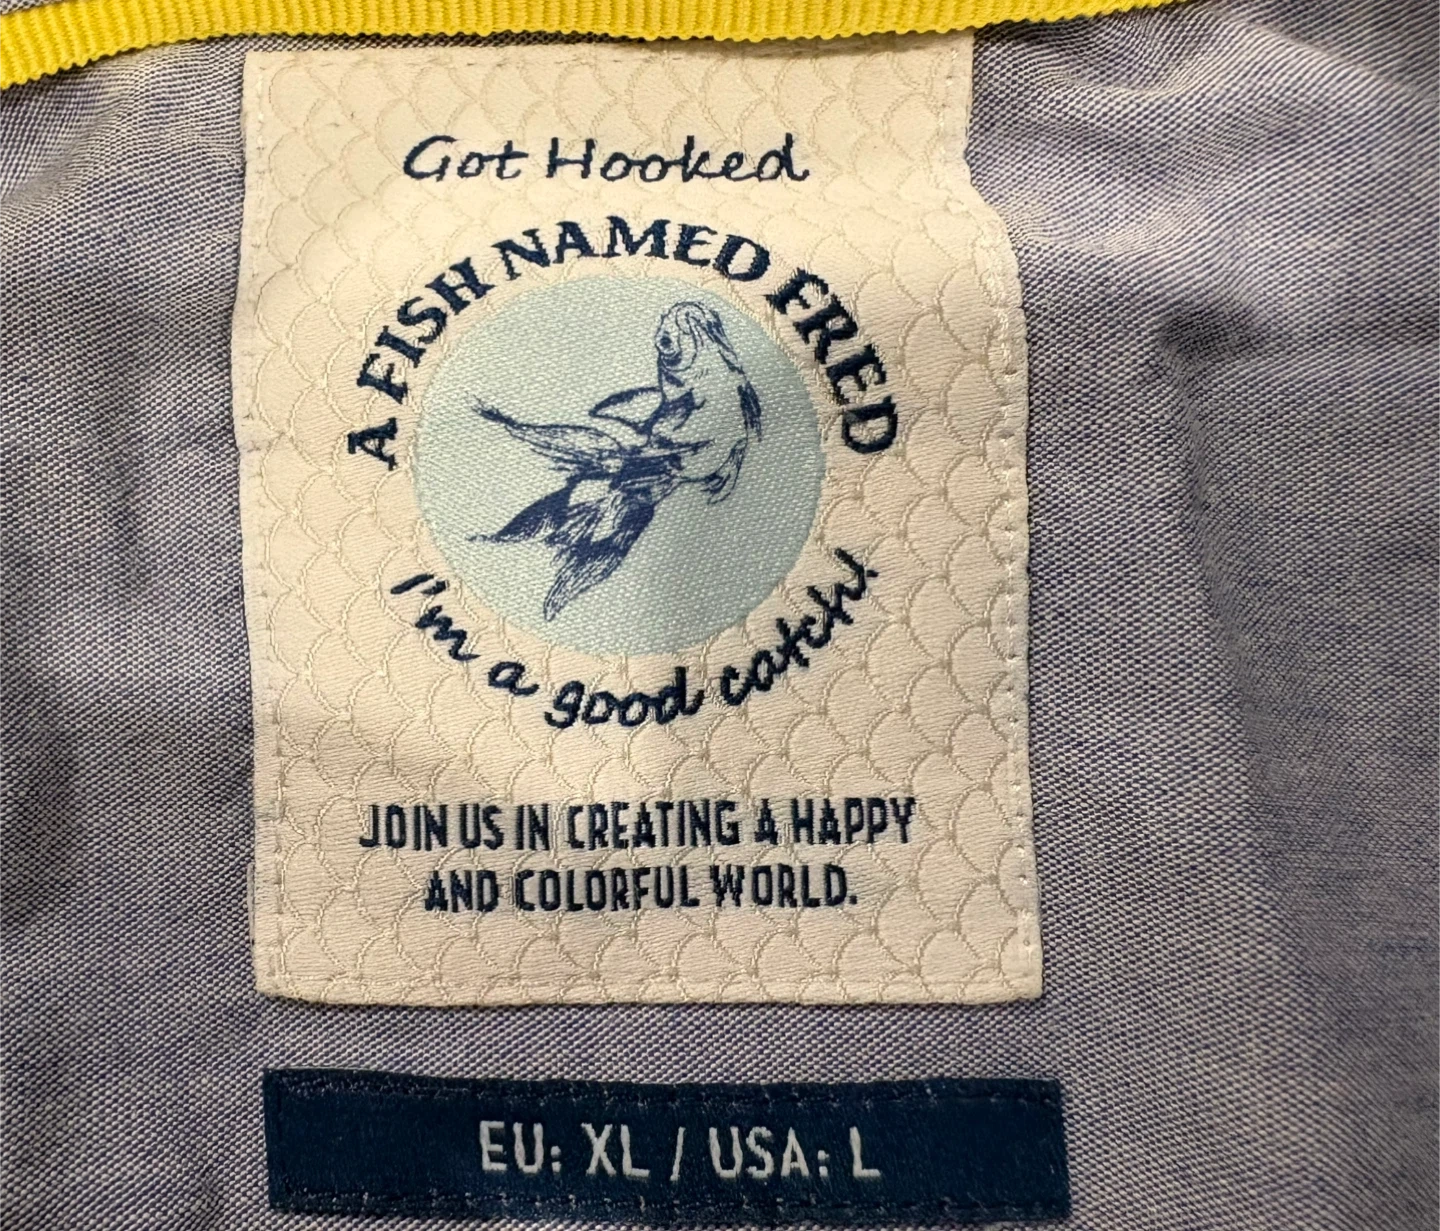 Got Hooked
A FISH NAMED FRED
I'm a good catch!
JOIN US IN CREATING A HAPPY
AND COLORFUL WORLD.
EU: XL / USA: L